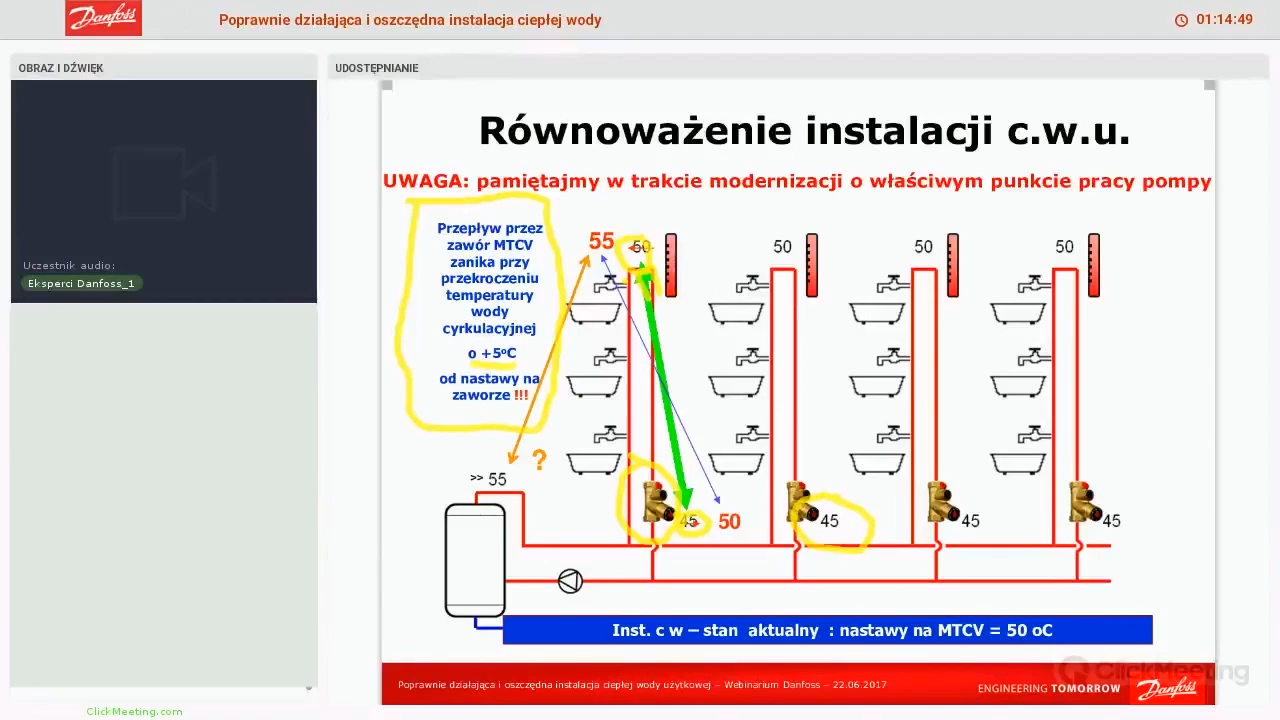 Danfoss
Poprawnie działająca i oszczędna instalacja ciepłej wody
01:14:49
OBRAZ I DŹWIĘK
UDOSTĘPNIANIE
Uczestnik audio:
Eksperci Danfoss_1
Równoważenie instalacji c.w.u.
UWAGA: pamiętajmy w trakcie modernizacji o właściwym punkcie pracy pompy
Przepływ przez
zawór MTCV
zanika przy
przekroczeniu
temperatury
wody
cyrkulacyjnej
o +5ºC
od nastawy na
zaworze !!!
55
50
50
50
50
?
>> 55
45
50
45
45
45
Inst. c w – stan aktualny : nastawy na MTCV = 50 oC
Poprawnie działająca i oszczędna instalacja ciepłej wody użytkowej – Webinarium Danfoss – 22.06.2017
ENGINEERING TOMORROW
Danfoss
ClickMeeting
ClickMeeting.com